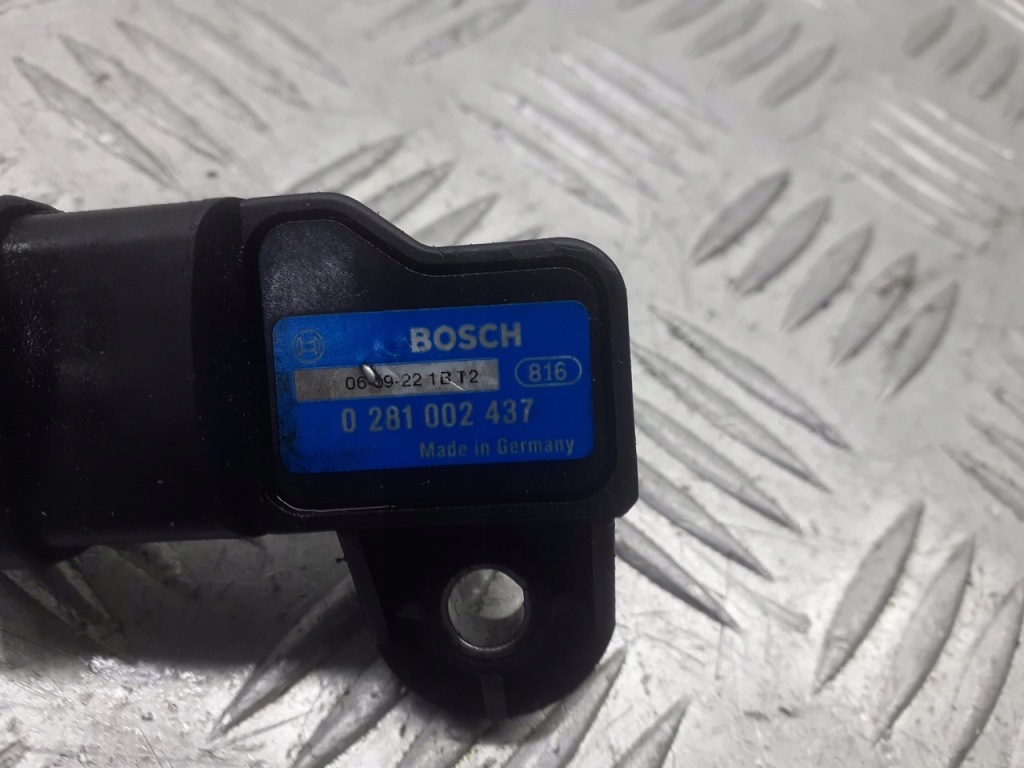 BOSCH
06-09-22 1BT2
816
0 281 002 437
Made in Germany